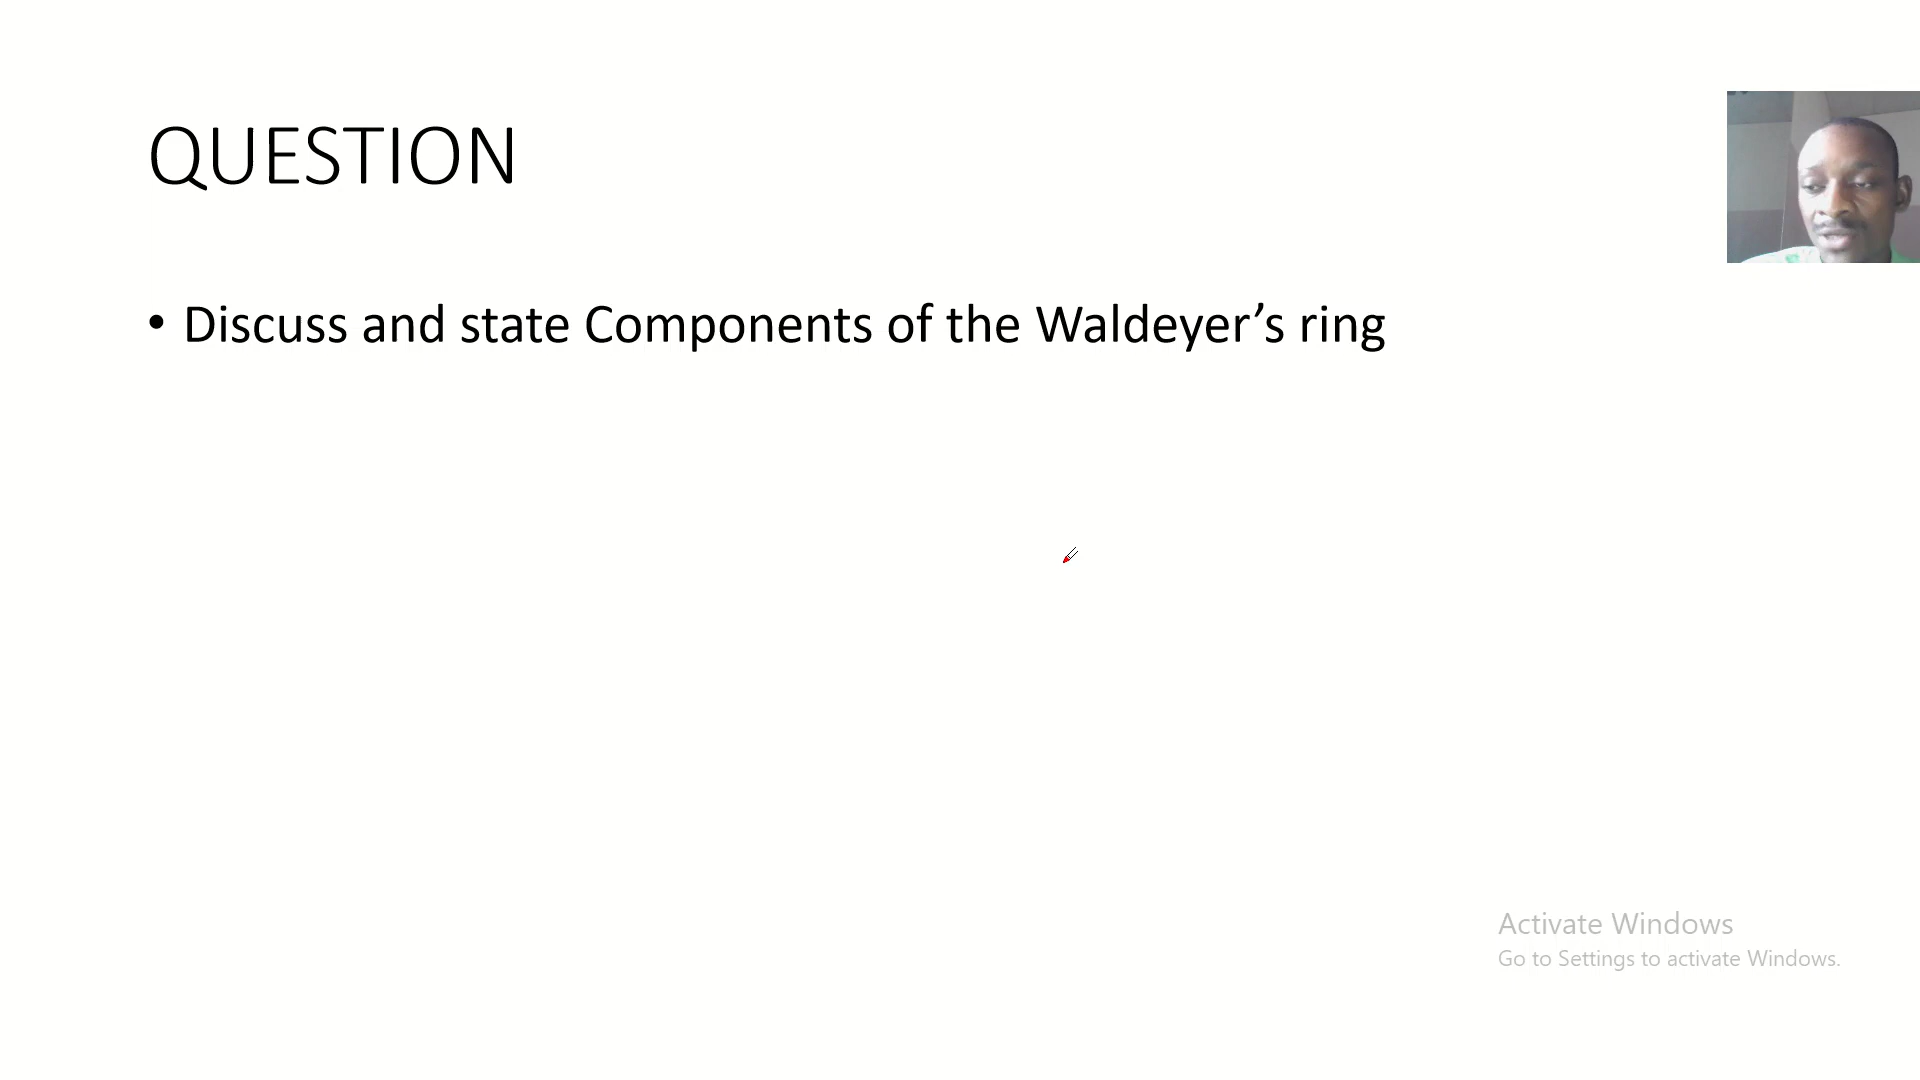 QUESTION
• Discuss and state Components of the Waldeyer’s ring
Activate Windows
Go to Settings to activate Windows.